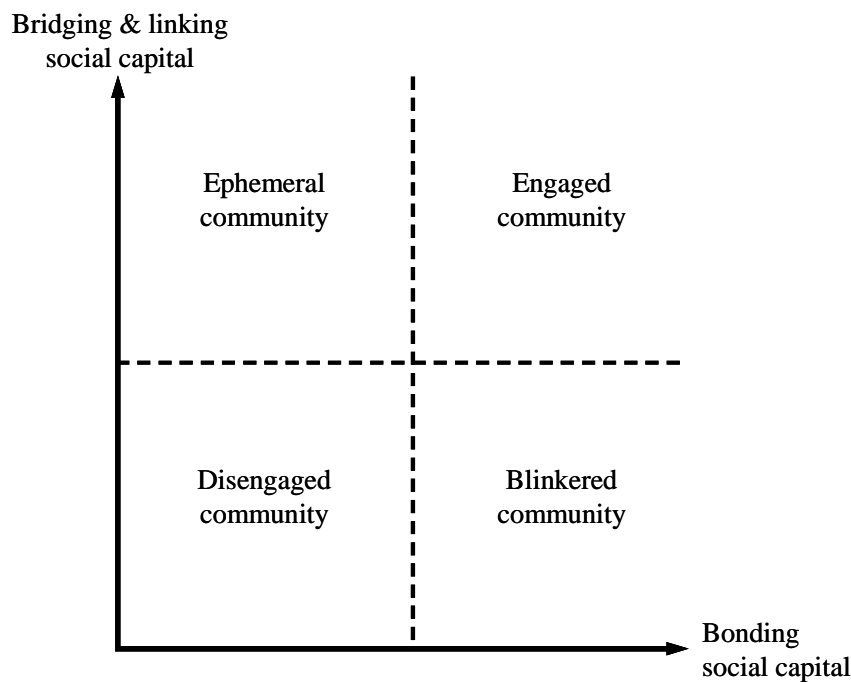 Bridging & linking
social capital
Ephemeral
community
Engaged
community
Disengaged
community
Blinkered
community
Bonding
social capital